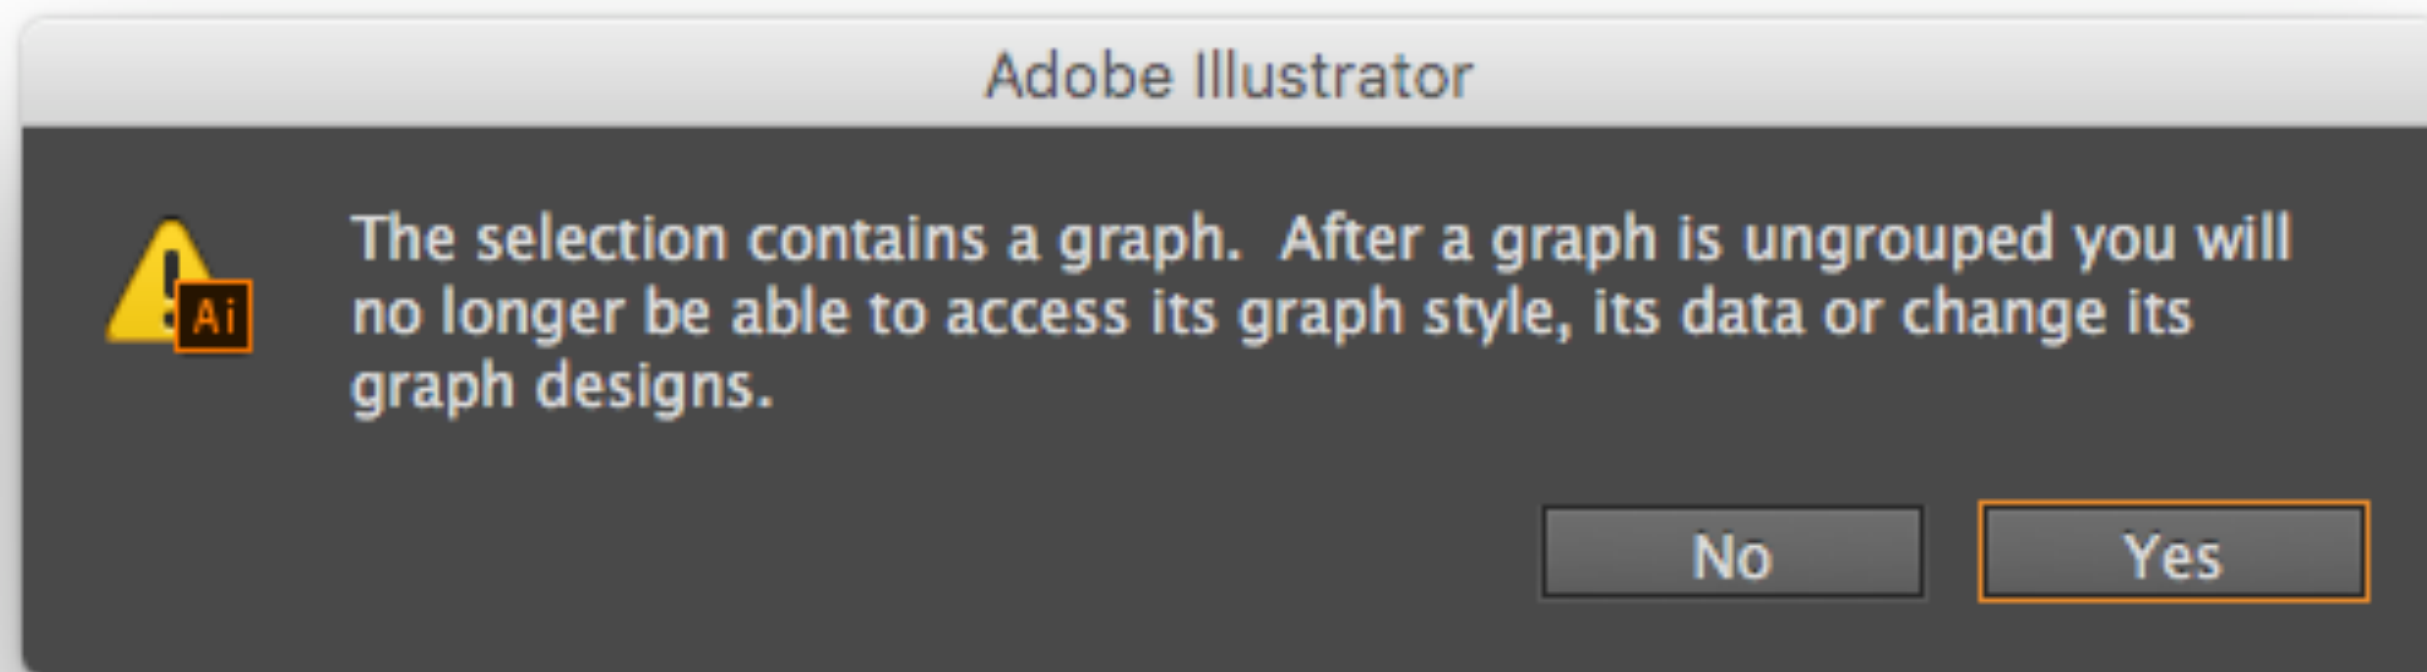 Adobe Illustrator
The selection contains a graph.  After a graph is ungrouped you will
no longer be able to access its graph style, its data or change its
graph designs.
Ai
No
Yes